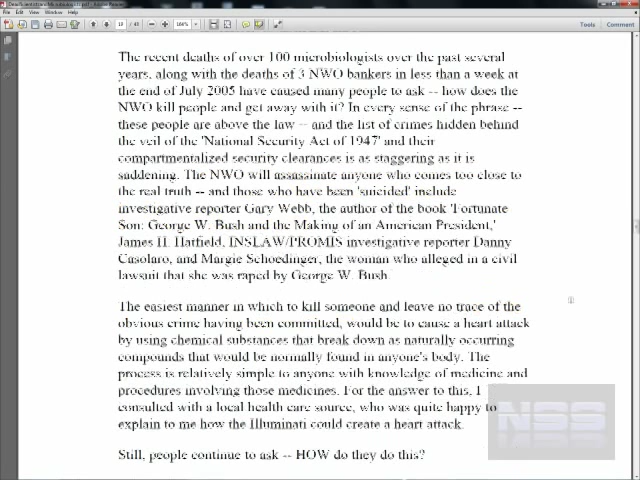 DeadScientistsandMicrobiologists.pdf - Adobe Reader
File Edit View Window Help
19
186%
Tools
Comment
The recent deaths of over 100 microbiologists over the past several
years, along with the deaths of 3 NWO bankers in less than a week at
the end of July 2005 have caused many people to ask -- how does the
NWO kill people and get away with it? In every sense of the phrase --
these people are above the law -- and the list of crimes hidden behind
the veil of the 'National Security Act of 1947' and their
compartmentalized security clearances is as staggering as it is
saddening. The NWO will assassinate anyone who comes too close to
the real truth -- and those who have been 'suicided' include
investigative reporter Gary Webb, the author of the book 'Fortunate
Son: George W. Bush and the Making of an American President,'
James H. Hatfield, INSLAW/PROMIS investigative reporter Danny
Casolaro, and Margie Schoedinger, the woman who alleged in a civil
lawsuit that she was raped by George W. Bush.
The easiest manner in which to kill someone and leave no trace of the
obvious crime having been committed, would be to cause a heart attack
by using chemical substances that break down as naturally occurring
compounds that would be normally found in anyone's body. The
process is relatively simple to anyone with knowledge of medicine and
procedures involving those medicines. For the answer to this, I
consulted with a local health care source, who was quite happy to
explain to me how the Illuminati could create a heart attack.
NSS
Still, people continue to ask -- HOW do they do this?